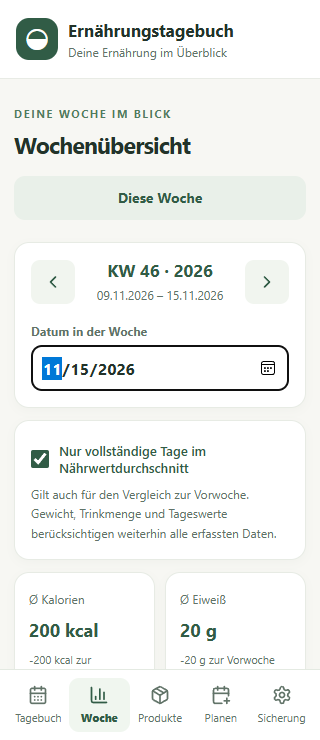 Ernährungstagebuch
Deine Ernährung im Überblick
DEINE WOCHE IM BLICK
Wochenübersicht
Diese Woche
KW 46 · 2026
09.11.2026 – 15.11.2026
Datum in der Woche
11/15/2026
Nur vollständige Tage im
Nährwertdurchschnitt
Gilt auch für den Vergleich zur Vorwoche.
Gewicht, Trinkmenge und Tageswerte
berücksichtigen weiterhin alle erfassten Daten.
Ø Kalorien
200 kcal
-200 kcal zur
Ø Eiweiß
20 g
-20 g zur Vorwoche
Tagebuch
Woche
Produkte
Planen
Sicherung